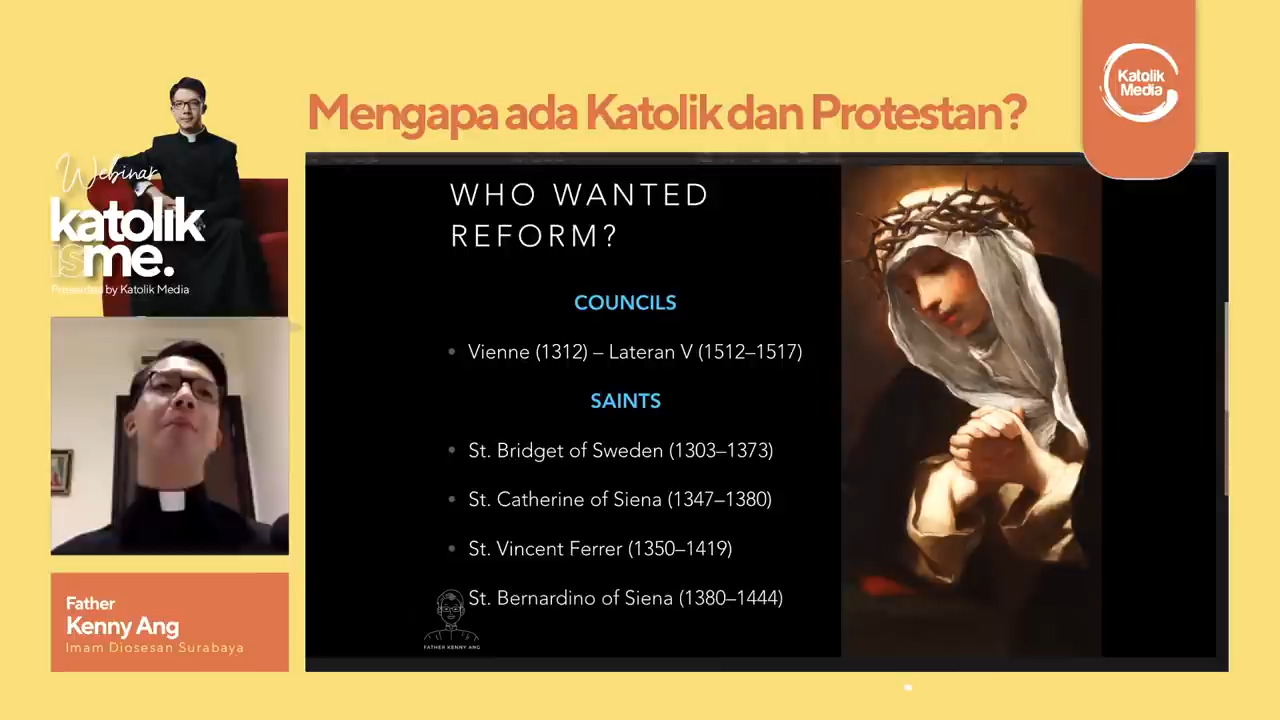 Mengapa ada Katolik dan Protestan?
Katolik
Media
Webinar
katolik
is me.
Presented by Katolik Media
WHO WANTED
REFORM?
COUNCILS
• Vienne (1312) – Lateran V (1512–1517)
SAINTS
• St. Bridget of Sweden (1303–1373)
• St. Catherine of Siena (1347–1380)
• St. Vincent Ferrer (1350–1419)
St. Bernardino of Siena (1380–1444)
FATHER KENNY ANG
Father
Kenny Ang
Imam Diosesan Surabaya